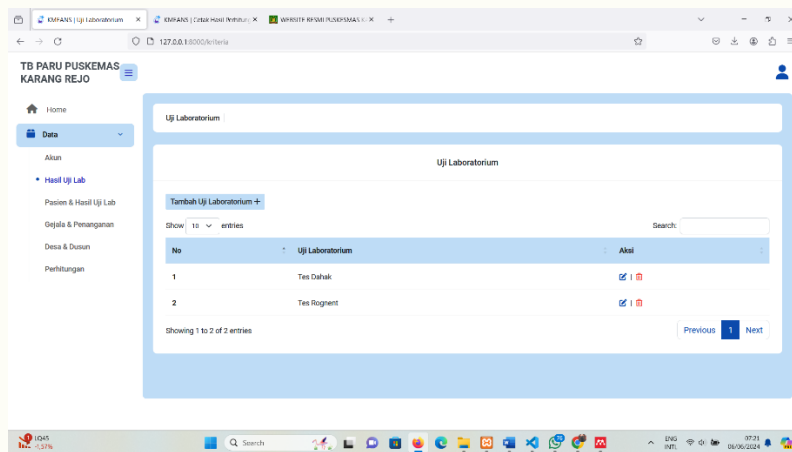 KMEANS | Uji Laboratorium
KMEANS | Cetak Hasil Perhitung
WEBSITE RESMI PUSKESMAS
127.0.0.1:8000/kriteria
TB PARU PUSKEMAS
KARANG REJO
Home
Data
Akun
Hasil Uji Lab
Pasien & Hasil Uji Lab
Gejala & Penanganan
Desa & Dusun
Perhitungan
Uji Laboratorium
Uji Laboratorium
Tambah Uji Laboratorium +
Show 10 entries
Search:
No Uji Laboratorium Aksi
1 Tes Dahak |
2 Tes Rognent |
Showing 1 to 2 of 2 entries
Previous 1 Next
LQ45
-1.57%
Search
ENG
INTL
07:21
06/06/2024